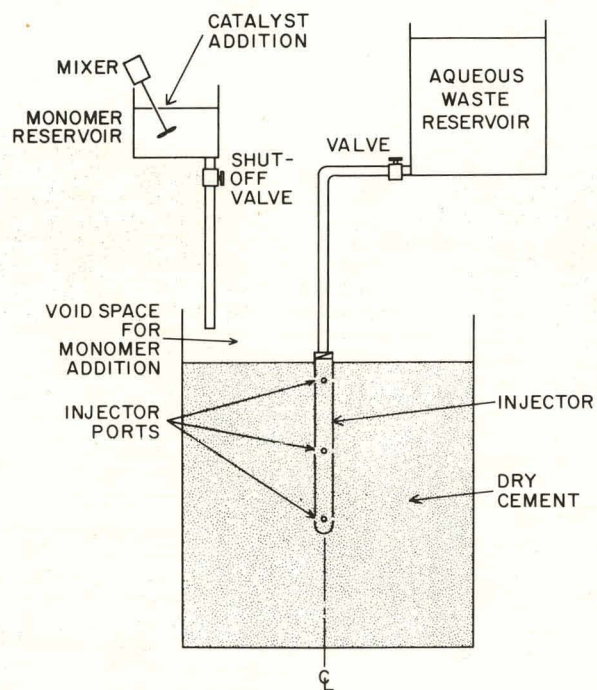 CATALYST
ADDITION
MIXER
MONOMER
RESERVOIR
SHUT-
OFF
VALVE
AQUEOUS
WASTE
RESERVOIR
VALVE
VOID SPACE
FOR
MONOMER
ADDITION
INJECTOR
PORTS
INJECTOR
DRY
CEMENT
℄